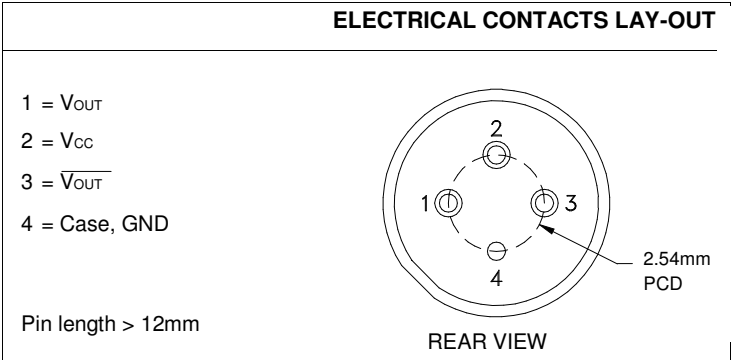 ELECTRICAL CONTACTS LAY-OUT
1 = VOUT
2 = VCC
3 = V̅O̅U̅T̅
4 = Case, GND
Pin length > 12mm
2
1
3
4
2.54mm
PCD
REAR VIEW